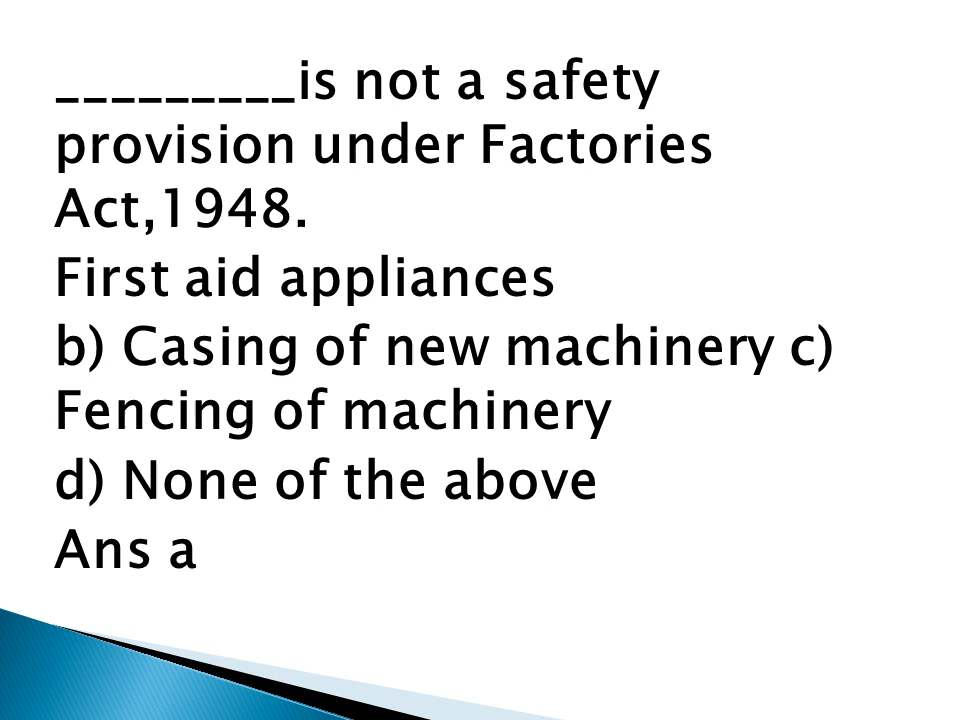 _________is not a safety
provision under Factories
Act,1948.
First aid appliances
b) Casing of new machinery c)
Fencing of machinery
d) None of the above
Ans a